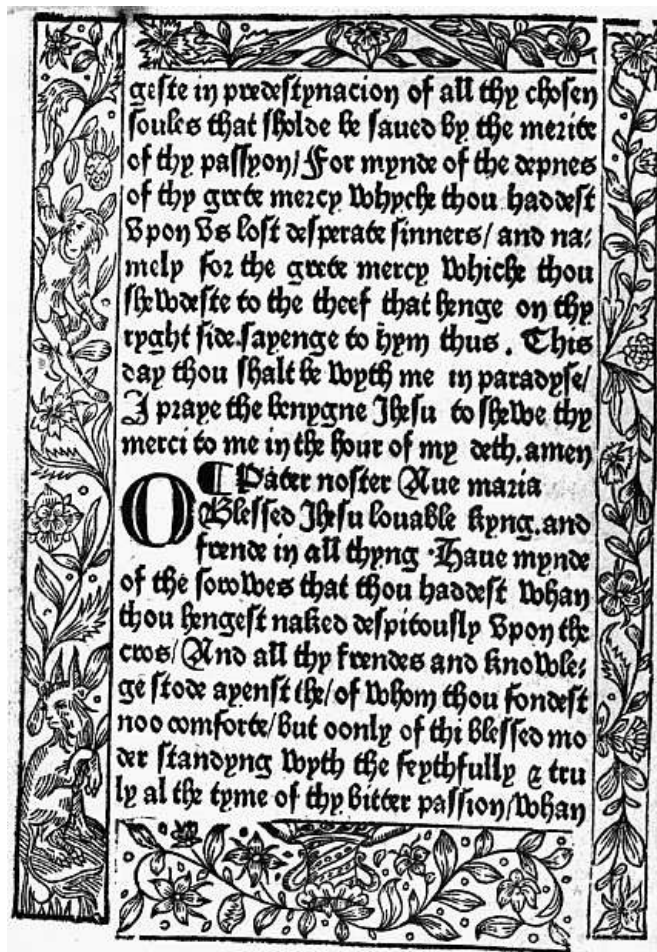 geste in predestynacion of all thy chosen
soules that sholde be saued by the merite
of thy passyon/ For mynde of the depnes
of thy grete mercy whyche thou haddest
vpon vs lost desperate sinners/ and na:
mely for the grete mercy whiche thou
shewdeste to the theef that henge on thy
ryght side.sayenge to hym thus. This
day thou shalt be wyth me in paradyse/
I praye the benygne Ihesu to shewe thy
merci to me in the hour of my deth.amen
¶ Pater noster Aue maria
O Blessed Ihesu louable kyng.and
frende in all thyng .Haue mynde
of the sorowes that thou haddest whan
thou hengest naked despitously vpon the
cros/ And all thy frendes and knowle:
ge stode ayenst the/ of whom thou fondest
noo comforte/ but oonly of thi blessed mo
der standyng wyth the feythfully & tru
ly al the tyme of thy bitter passion/ whan